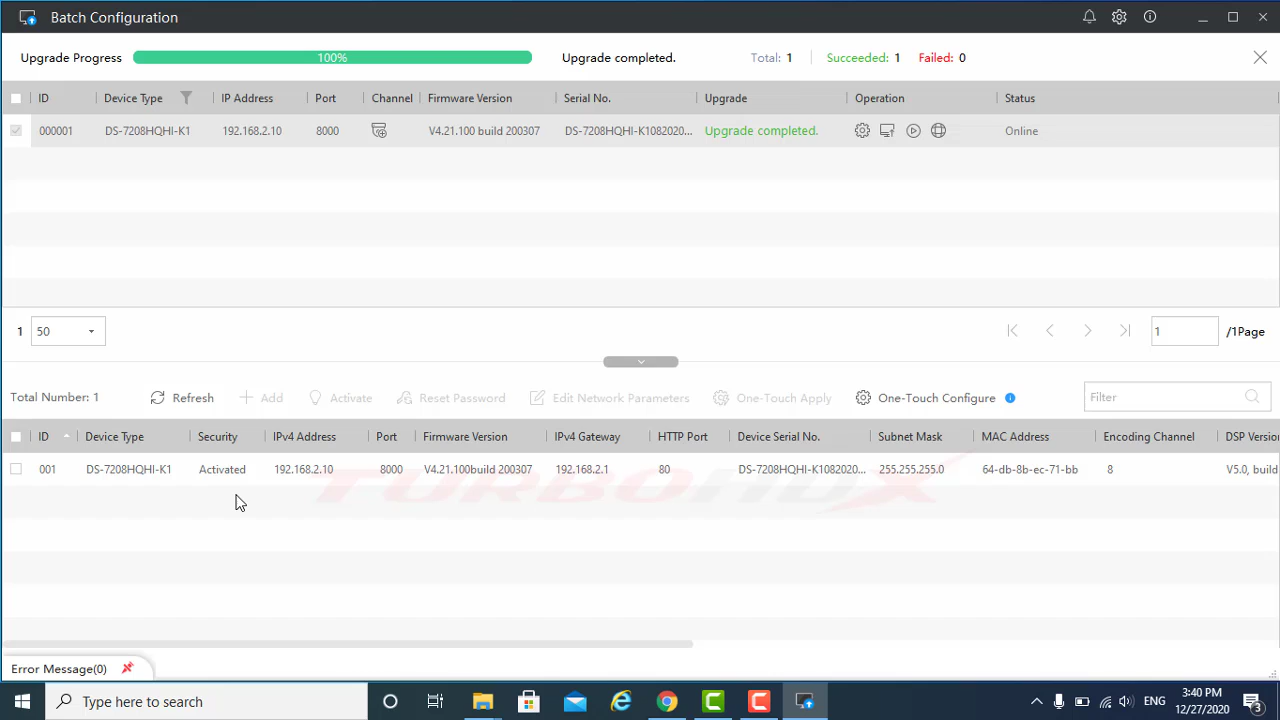 Batch Configuration
Upgrade Progress 100% Upgrade completed. Total: 1 Succeeded: 1 Failed: 0
ID Device Type IP Address Port Channel Firmware Version Serial No. Upgrade Operation Status
000001 DS-7208HQHI-K1 192.168.2.10 8000 V4.21.100 build 200307 DS-7208HQHI-K1082020... Upgrade completed. Online
1 50 1 /1Page
Total Number: 1 Refresh Add Activate Reset Password Edit Network Parameters One-Touch Apply One-Touch Configure Filter
ID Device Type Security IPv4 Address Port Firmware Version IPv4 Gateway HTTP Port Device Serial No. Subnet Mask MAC Address Encoding Channel DSP Version
001 DS-7208HQHI-K1 Activated 192.168.2.10 8000 V4.21.100build 200307 192.168.2.1 80 DS-7208HQHI-K1082020... 255.255.255.0 64-db-8b-ec-71-bb 8 V5.0, build
TURBOHDX
Error Message(0)
Type here to search ENG 3:40 PM
12/27/2020 3